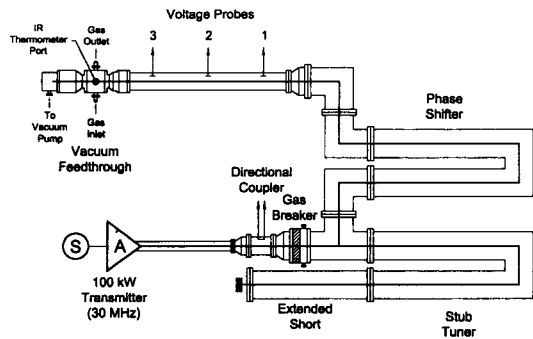 Voltage Probes
IR
Thermometer
Port
Gas
Outlet
3
2
1
To
Vacuum
Pump
Gas
Inlet
Vacuum
Feedthrough
Phase
Shifter
Directional
Coupler
Gas
Breaker
S
A
100 kW
Transmitter
(30 MHz)
Extended
Short
Stub
Tuner